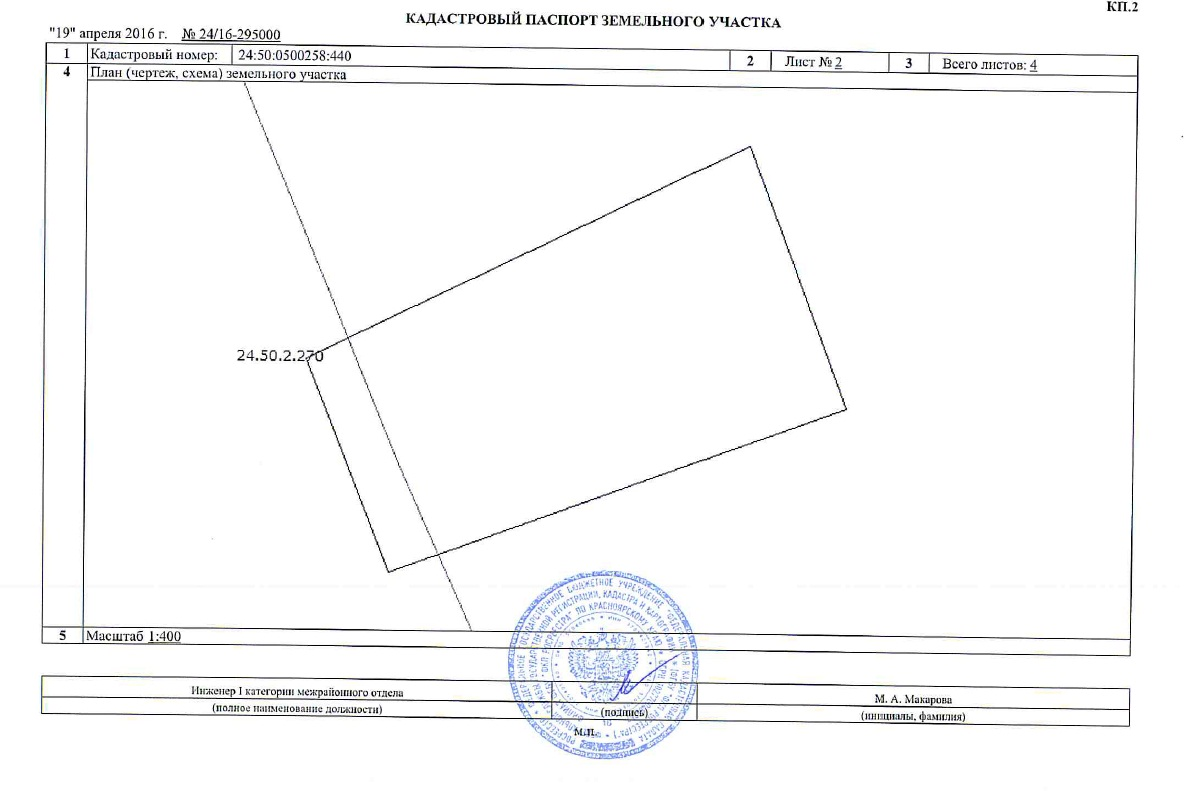 КП.2
КАДАСТРОВЫЙ ПАСПОРТ ЗЕМЕЛЬНОГО УЧАСТКА
"19" апреля 2016 г. № 24/16-295000
1 Кадастровый номер: 24:50:0500258:440 2 Лист № 2 3 Всего листов: 4
4 План (чертеж, схема) земельного участка
24.50.2.270
5 Масштаб 1:400
Инженер I категории межрайонного отдела М. А. Макарова
(полное наименование должности) (подпись) (инициалы, фамилия)
М.П.